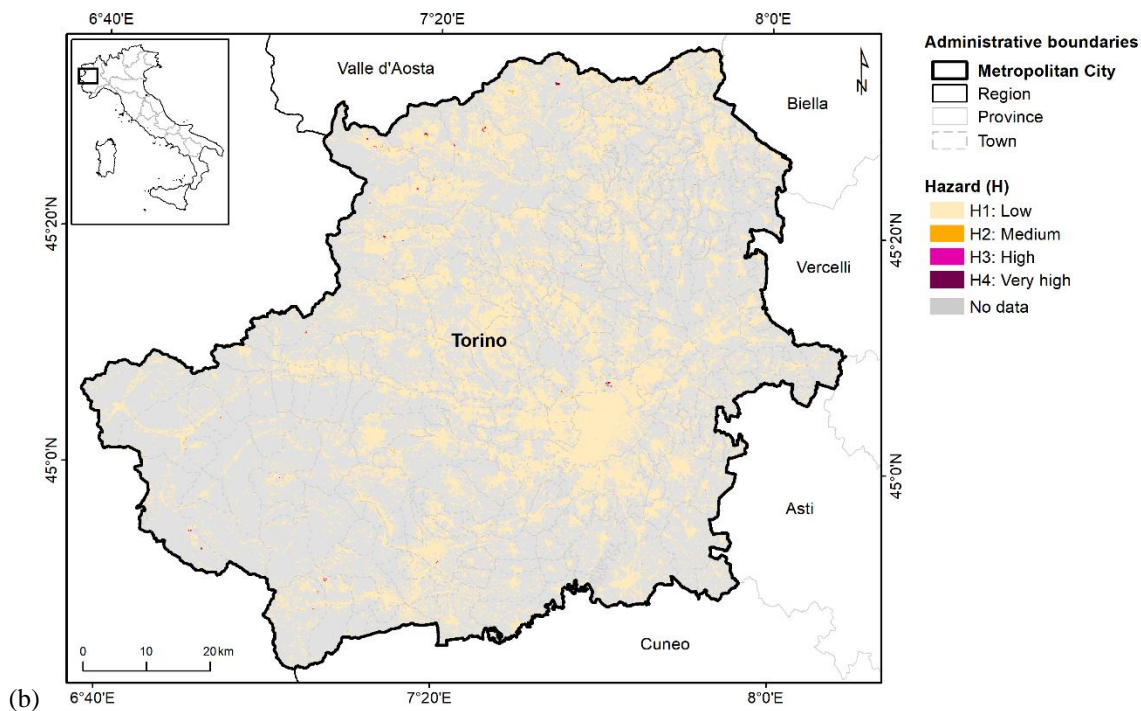 6°40'E 7°20'E 8°0'E
Valle d'Aosta
Biella
Vercelli
Torino
Asti
Cuneo
45°20'N 45°20'N
45°0'N 45°0'N
N
0 10 20 km
6°40'E 7°20'E 8°0'E
(b)
Administrative boundaries
Metropolitan City
Region
Province
Town
Hazard (H)
H1: Low
H2: Medium
H3: High
H4: Very high
No data